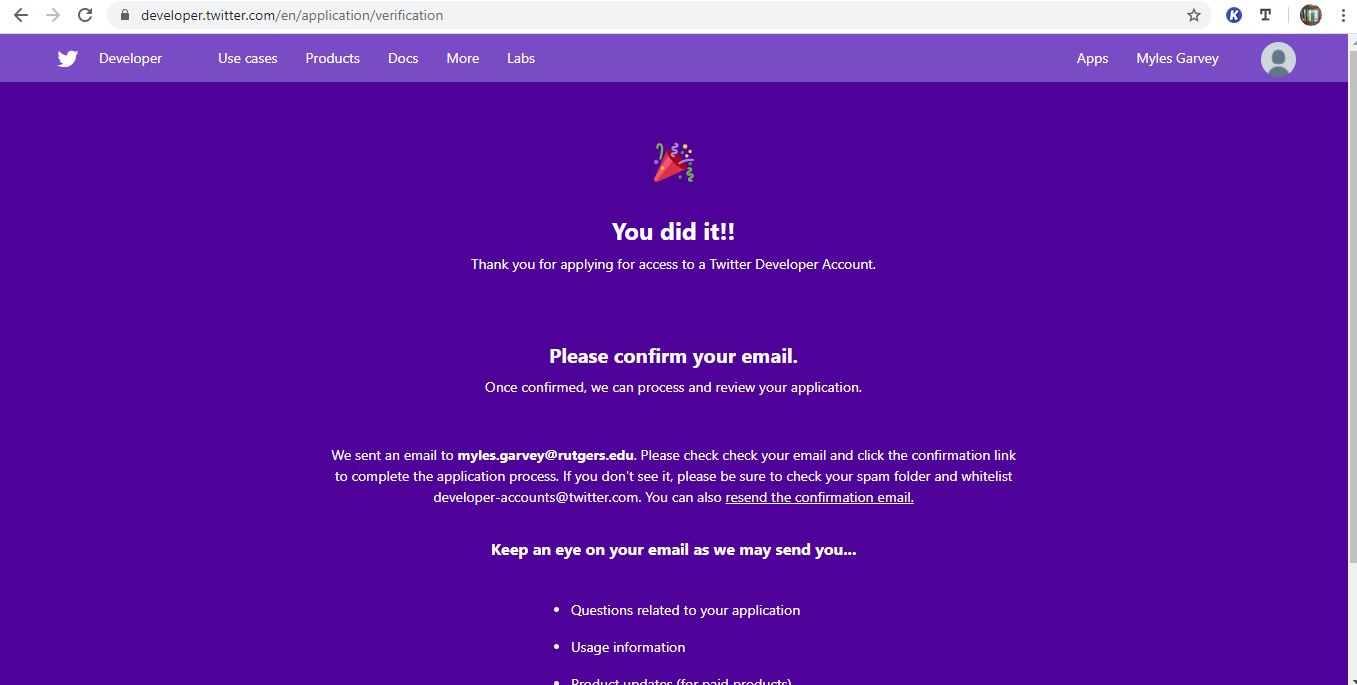 developer.twitter.com/en/application/verification
K T
Developer Use cases Products Docs More Labs Apps Myles Garvey
You did it!!
Thank you for applying for access to a Twitter Developer Account.
Please confirm your email.
Once confirmed, we can process and review your application.
We sent an email to myles.garvey@rutgers.edu. Please check check your email and click the confirmation link
to complete the application process. If you don't see it, please be sure to check your spam folder and whitelist
developer-accounts@twitter.com. You can also resend the confirmation email.
Keep an eye on your email as we may send you...
• Questions related to your application
• Usage information
• Product updates (for paid products)